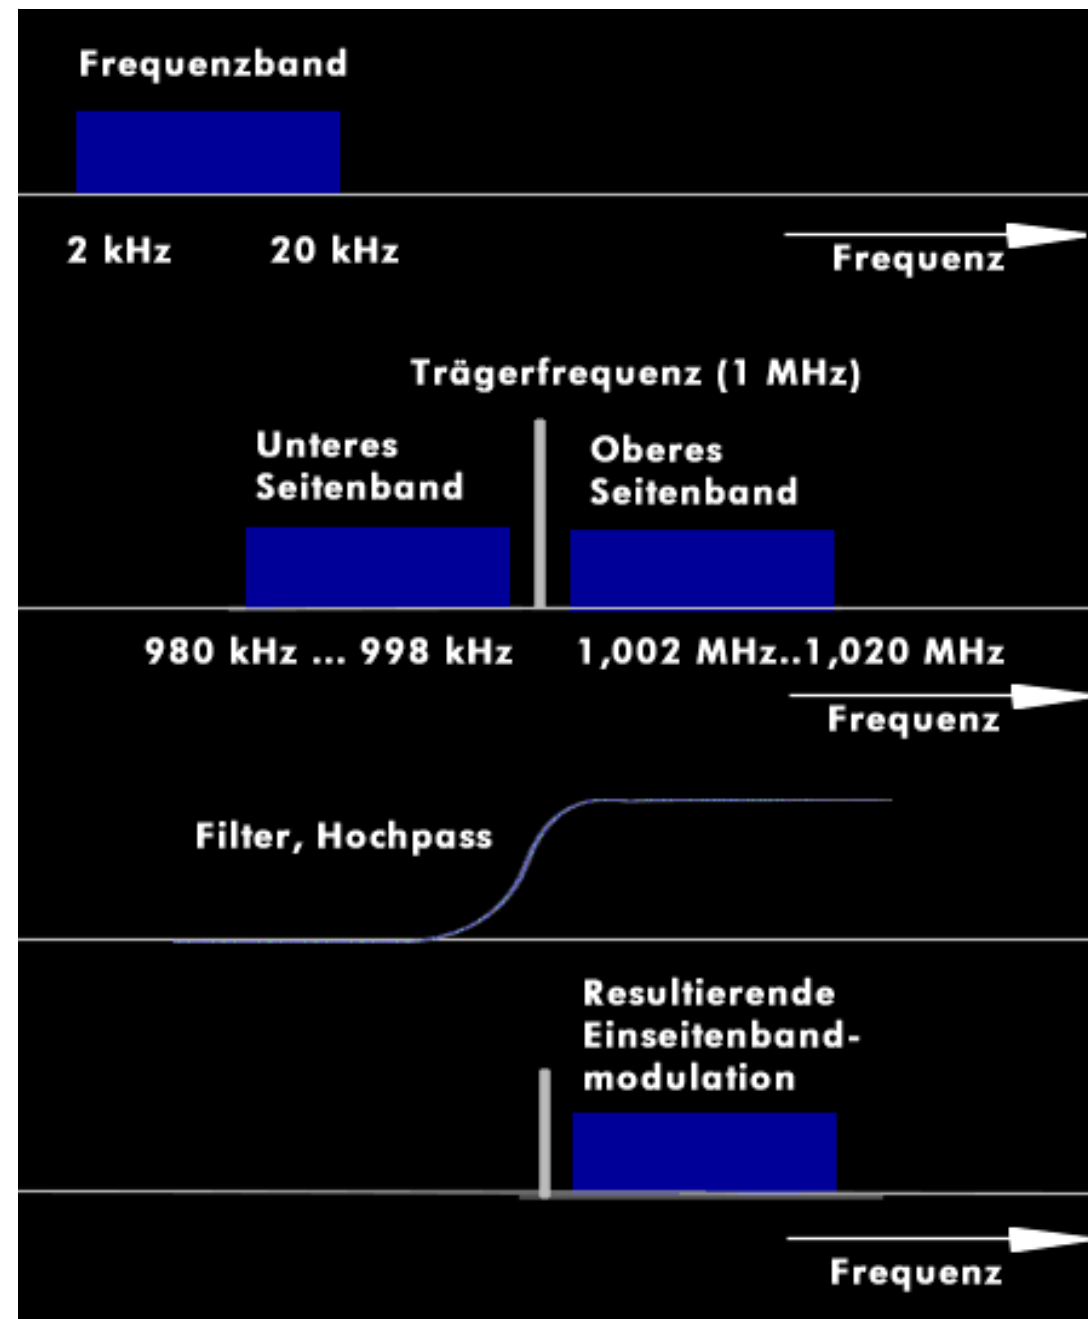 Frequenzband
2 kHz 20 kHz
Frequenz
Trägerfrequenz (1 MHz)
Unteres
Seitenband
Oberes
Seitenband
980 kHz ... 998 kHz 1,002 MHz..1,020 MHz
Frequenz
Filter, Hochpass
Resultierende
Einseitenband-
modulation
Frequenz